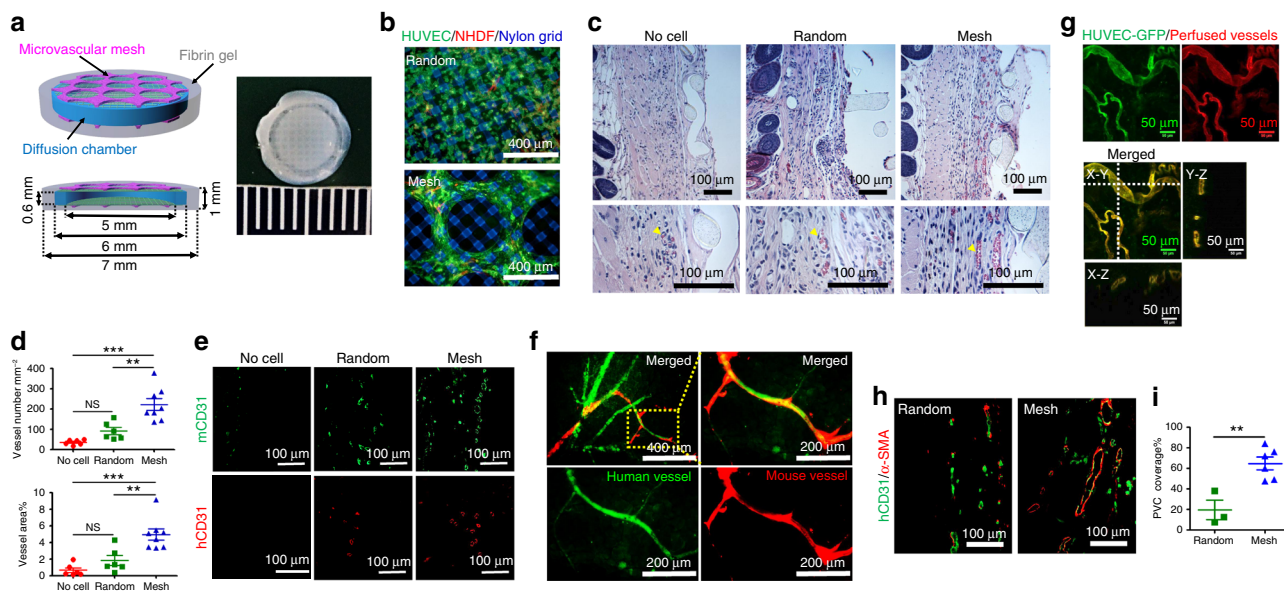 a
Microvascular mesh
Fibrin gel
Diffusion chamber
0.6 mm
1 mm
5 mm
6 mm
7 mm
b
HUVEC/NHDF/Nylon grid
Random
400 μm
Mesh
400 μm
c
No cell
Random
Mesh
100 μm
100 μm
100 μm
100 μm
100 μm
100 μm
g
HUVEC-GFP/Perfused vessels
50 μm
50 μm
Merged
X-Y
50 μm
Y-Z
50 μm
X-Z
50 μm
d
***
**
NS
Vessel number mm⁻²
400
300
200
100
0
No cell
Random
Mesh
***
**
NS
Vessel area%
10
8
6
4
2
0
No cell
Random
Mesh
e
No cell
Random
Mesh
mCD31
100 μm
100 μm
100 μm
hCD31
100 μm
100 μm
100 μm
f
Merged
400 μm
Merged
200 μm
Human vessel
200 μm
Mouse vessel
200 μm
h
Random
Mesh
hCD31/α-SMA
100 μm
100 μm
i
**
PVC coverage%
100
80
60
40
20
0
Random
Mesh